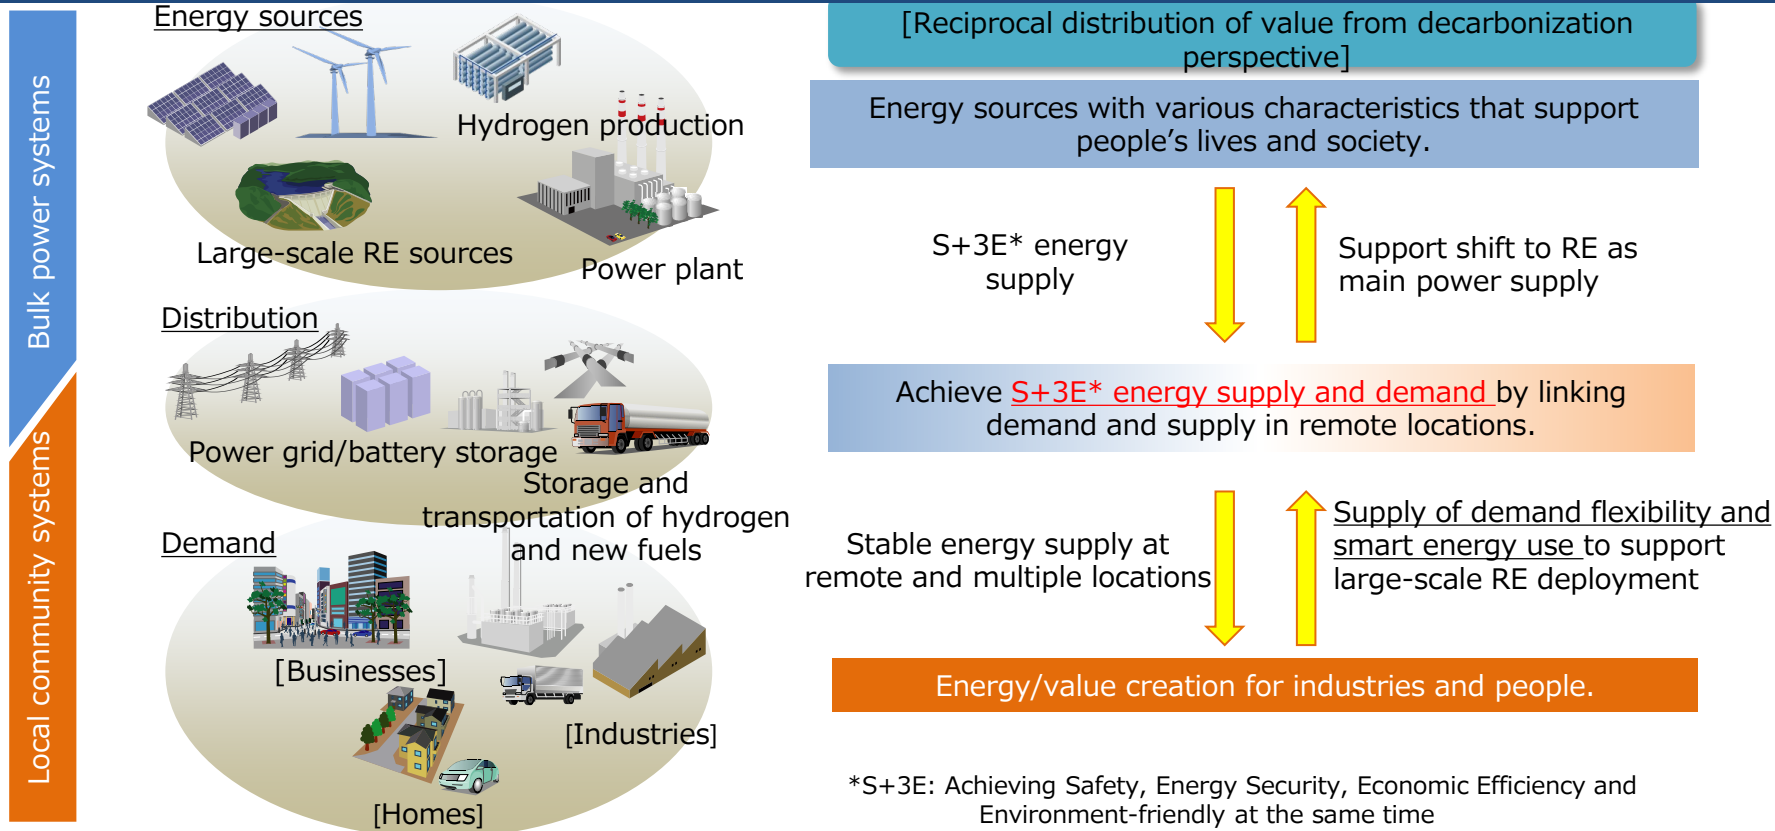 Bulk power systems
Local community systems
Energy sources
Hydrogen production
Large-scale RE sources
Power plant
Distribution
Power grid/battery storage
Storage and
transportation of hydrogen
and new fuels
Demand
[Businesses]
[Industries]
[Homes]
[Reciprocal distribution of value from decarbonization
perspective]
Energy sources with various characteristics that support
people’s lives and society.
S+3E* energy
supply
Support shift to RE as
main power supply
Achieve S+3E* energy supply and demand by linking
demand and supply in remote locations.
Stable energy supply at
remote and multiple locations
Supply of demand flexibility and
smart energy use to support
large-scale RE deployment
Energy/value creation for industries and people.
*S+3E: Achieving Safety, Energy Security, Economic Efficiency and
Environment-friendly at the same time